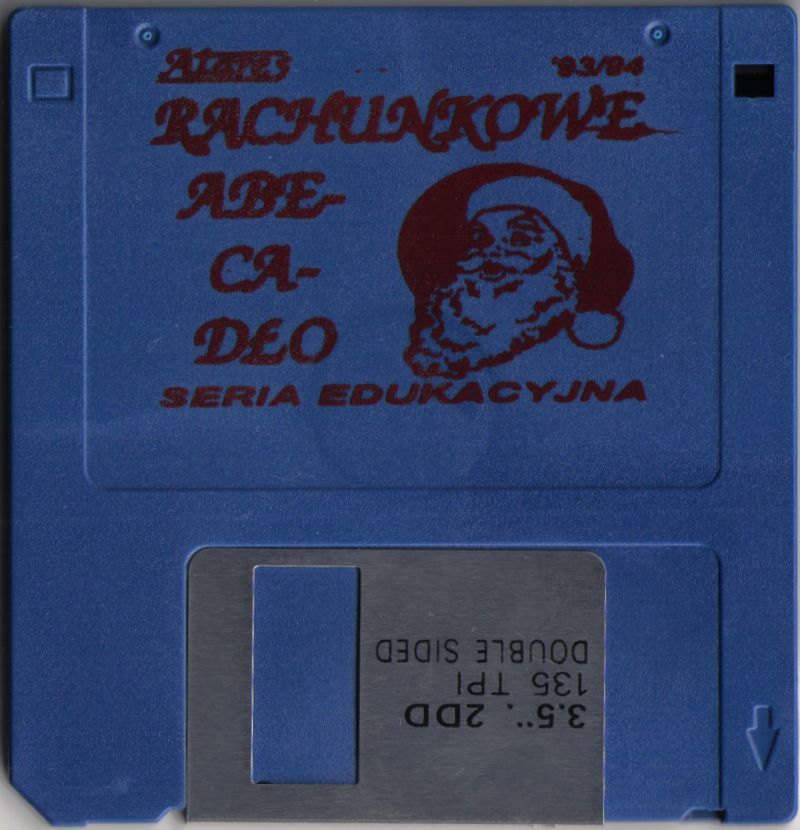 '93/94
RACHUNKOWE
ABE-
CA-
DŁO
SERIA EDUKACYJNA
3.5", 2DD
135 TPI
DOUBLE SIDED